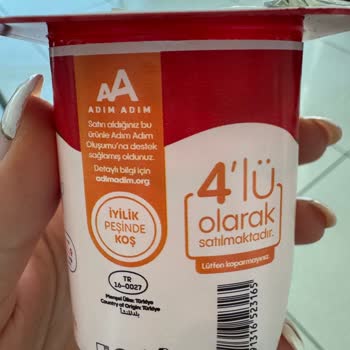 AA
ADIM ADIM
Satın aldığınız bu
ürünle Adım Adım
Oluşumu'na destek
sağlamış oldunuz.
Detaylı bilgi için
adimadim.org
İYİLİK
PEŞİNDE
KOŞ
4'lü
olarak
satılmaktadır.
Lütfen koparmayınız.
TR
16-0027
Menşei Ülke: Türkiye
Country of Origin: Türkiye